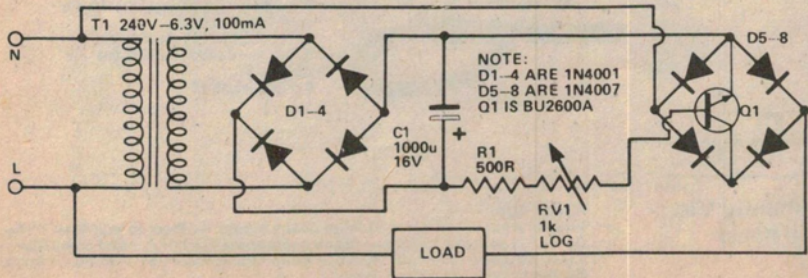 T1 240V–6.3V, 100mA
N
L
D1–4
C1
1000u
16V
+
NOTE:
D1–4 ARE 1N4001
D5–8 ARE 1N4007
Q1 IS BU2600A
R1
500R
RV1
1k
LOG
D5–8
Q1
LOAD